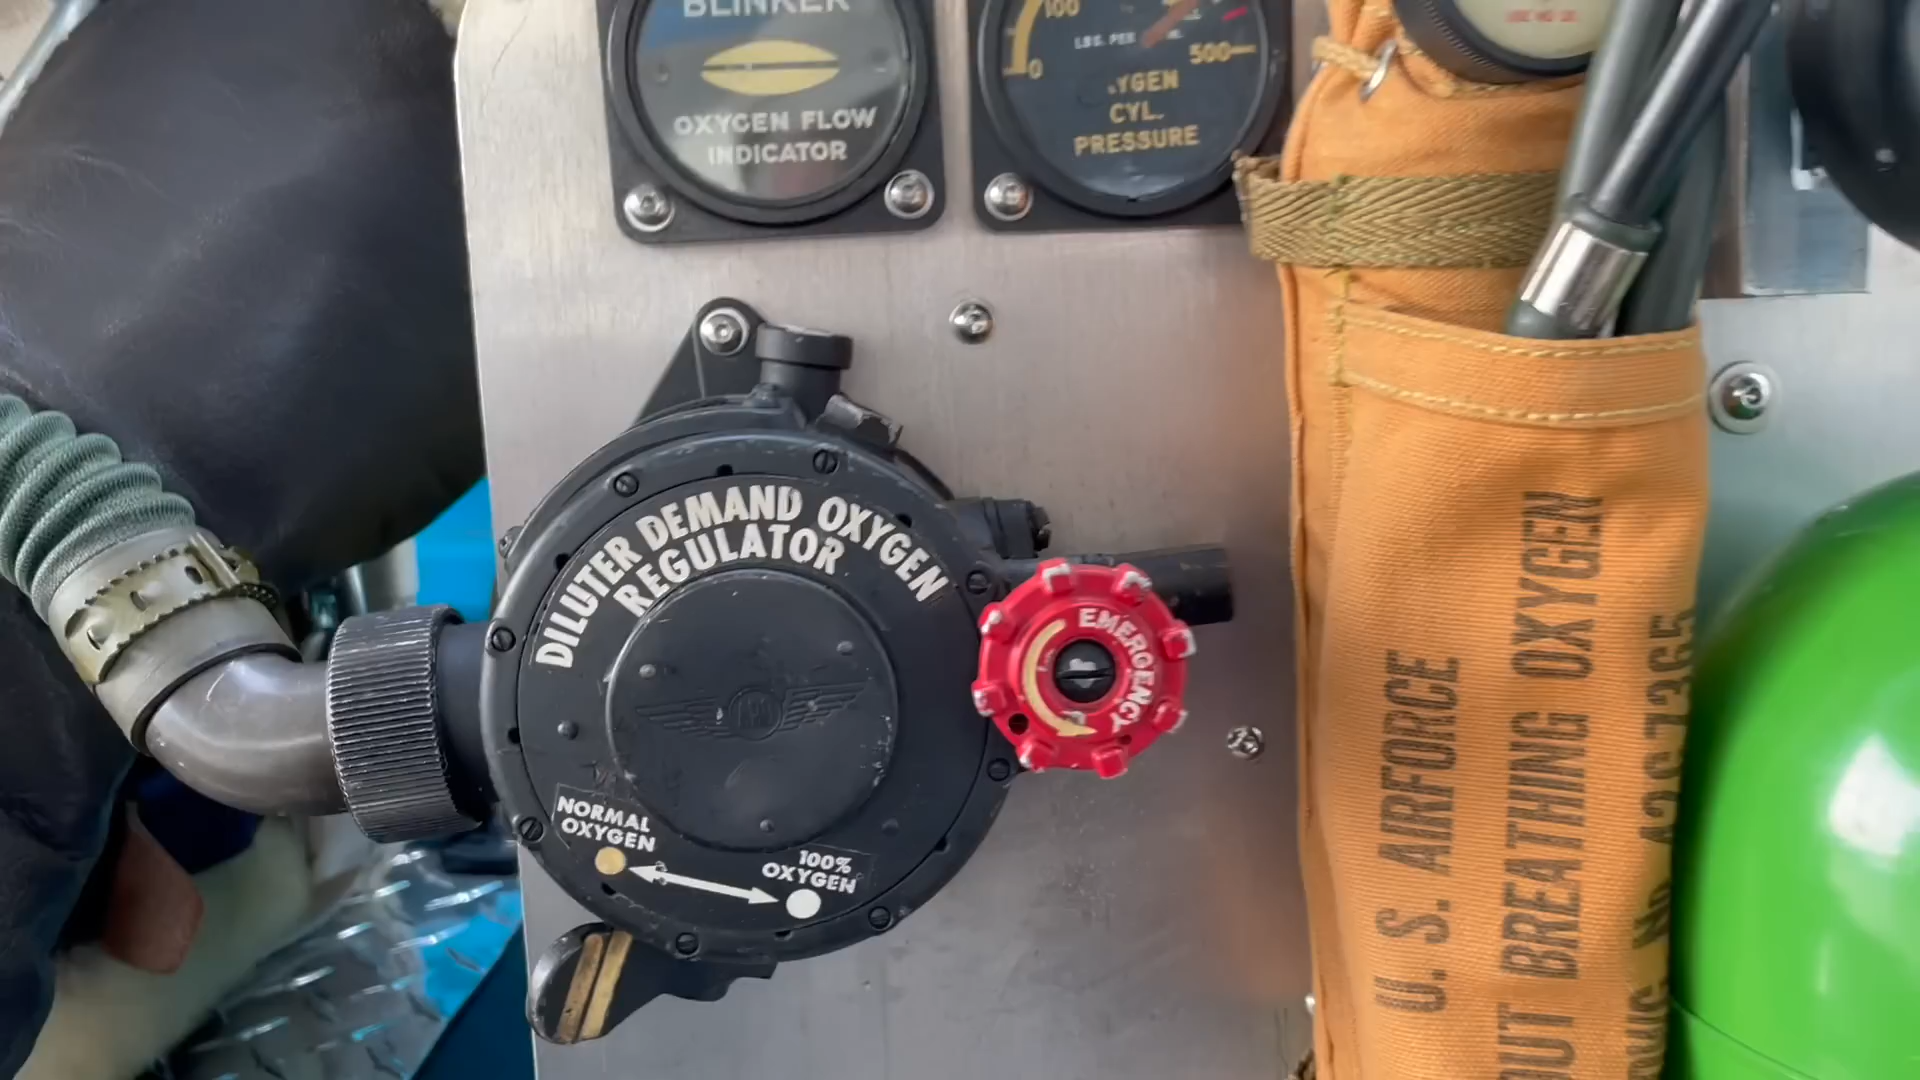 BLINKER
OXYGEN FLOW
INDICATOR
100
LBS. PER
0
500
CYL.
PRESSURE
DILUTER DEMAND OXYGEN
REGULATOR
EMERGENCY
NORMAL
OXYGEN
100%
OXYGEN
U.S. AIRFORCE
BREATHING OXYGEN